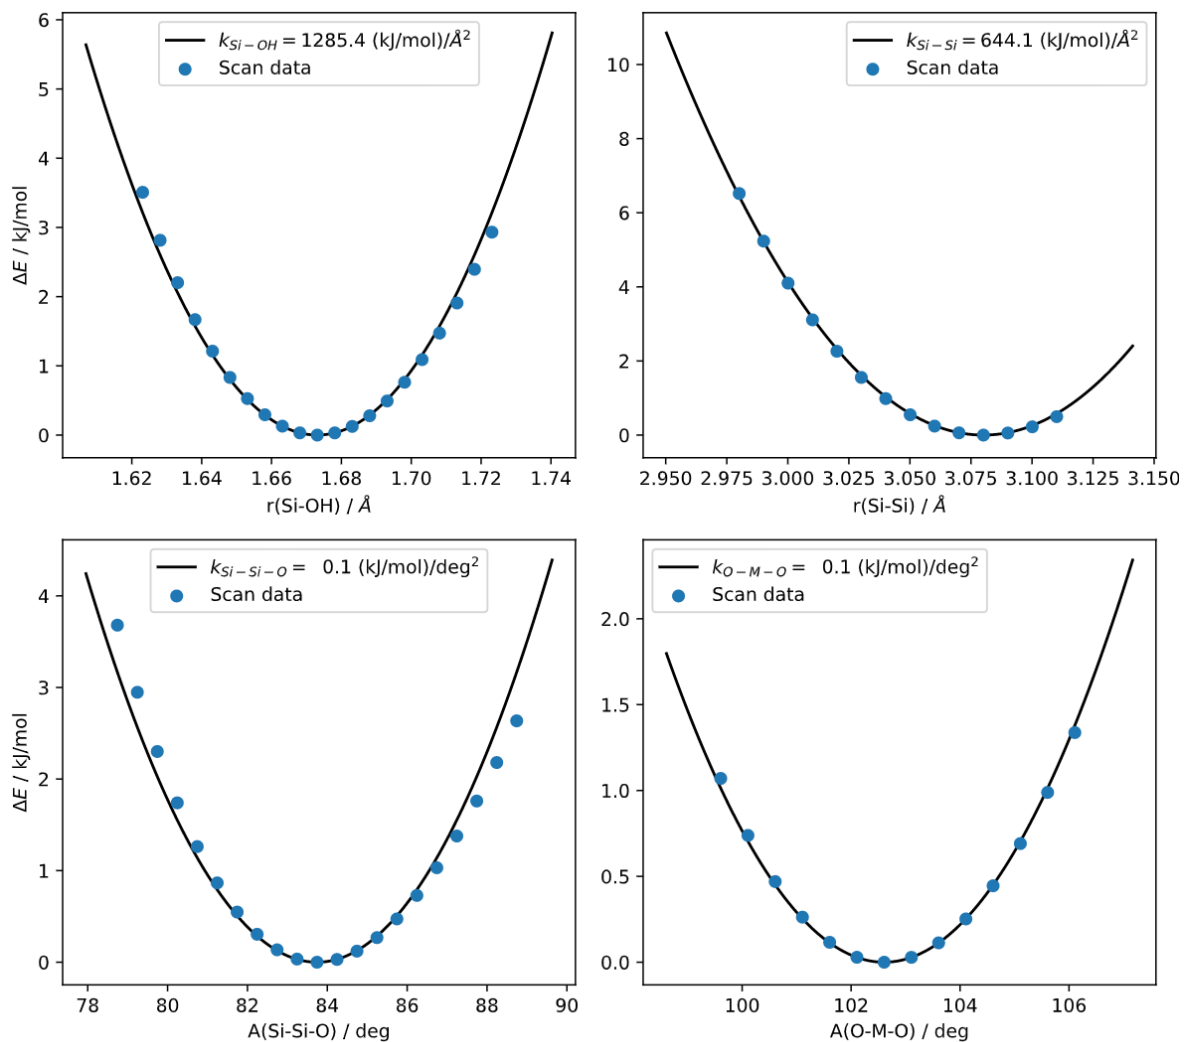 k_{Si-OH} = 1285.4 (kJ/mol)/Å²
Scan data
6
5
4
3
2
1
0
ΔE / kJ/mol
1.62 1.64 1.66 1.68 1.70 1.72 1.74
r(Si-OH) / Å
k_{Si-Si} = 644.1 (kJ/mol)/Å²
Scan data
10
8
6
4
2
0
2.950 2.975 3.000 3.025 3.050 3.075 3.100 3.125 3.150
r(Si-Si) / Å
k_{Si-Si-O} = 0.1 (kJ/mol)/deg²
Scan data
4
3
2
1
0
ΔE / kJ/mol
78 80 82 84 86 88 90
A(Si-Si-O) / deg
k_{O-M-O} = 0.1 (kJ/mol)/deg²
Scan data
2.0
1.5
1.0
0.5
0.0
100 102 104 106
A(O-M-O) / deg